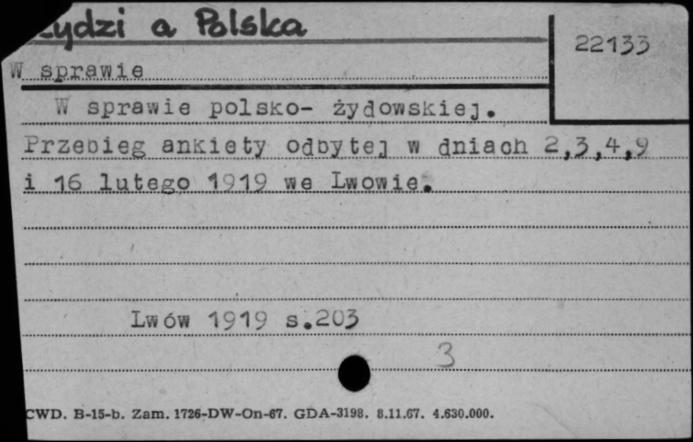 Żydzi a Polska
22133
W sprawie
W sprawie polsko- żydowskiej.
Przebieg ankiety odbytej w dniach 2,3,4,9
i 16 lutego 1919 we Lwowie.
Lwów 1919 s.203
3
CWD. B-15-b. Zam. 1726-DW-On-67. GDA-3198. 8.11.67. 4.630.000.